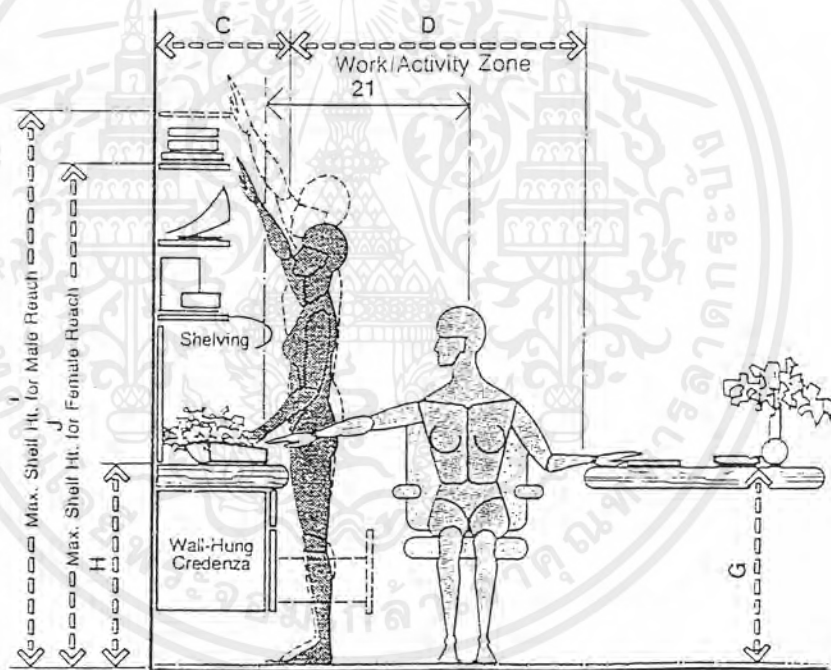 C
D
Work/Activity Zone
21
I
Max. Shelf Ht. for Male Reach
J
Max. Shelf Ht. for Female Reach
Shelving
H
Wall-Hung
Credenza
G